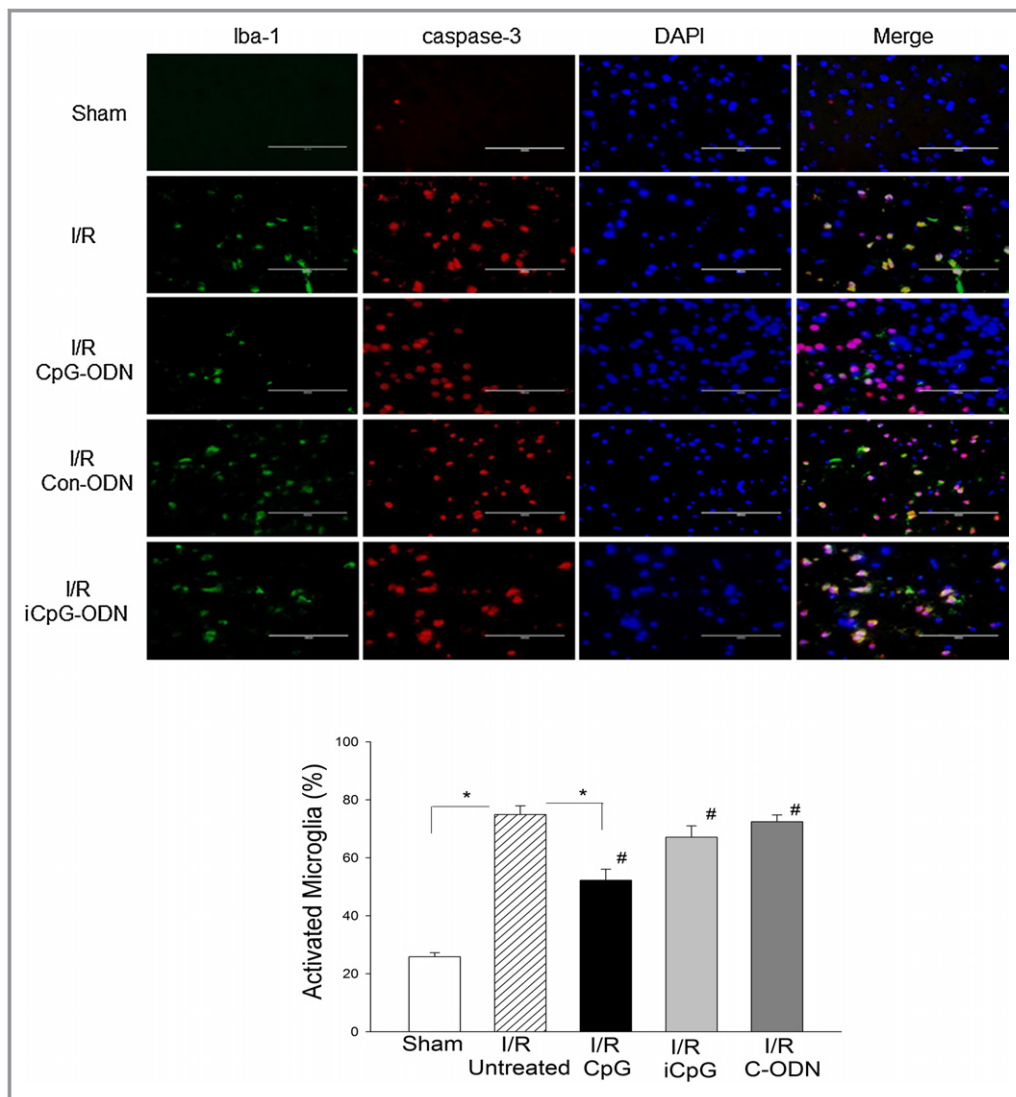 Iba-1 caspase-3 DAPI Merge
Sham
I/R
I/R
CpG-ODN
I/R
Con-ODN
I/R
iCpG-ODN
Activated Microglia (%)
100
80
60
40
20
0
* *
# # #
Sham I/R I/R I/R I/R
Untreated CpG iCpG C-ODN